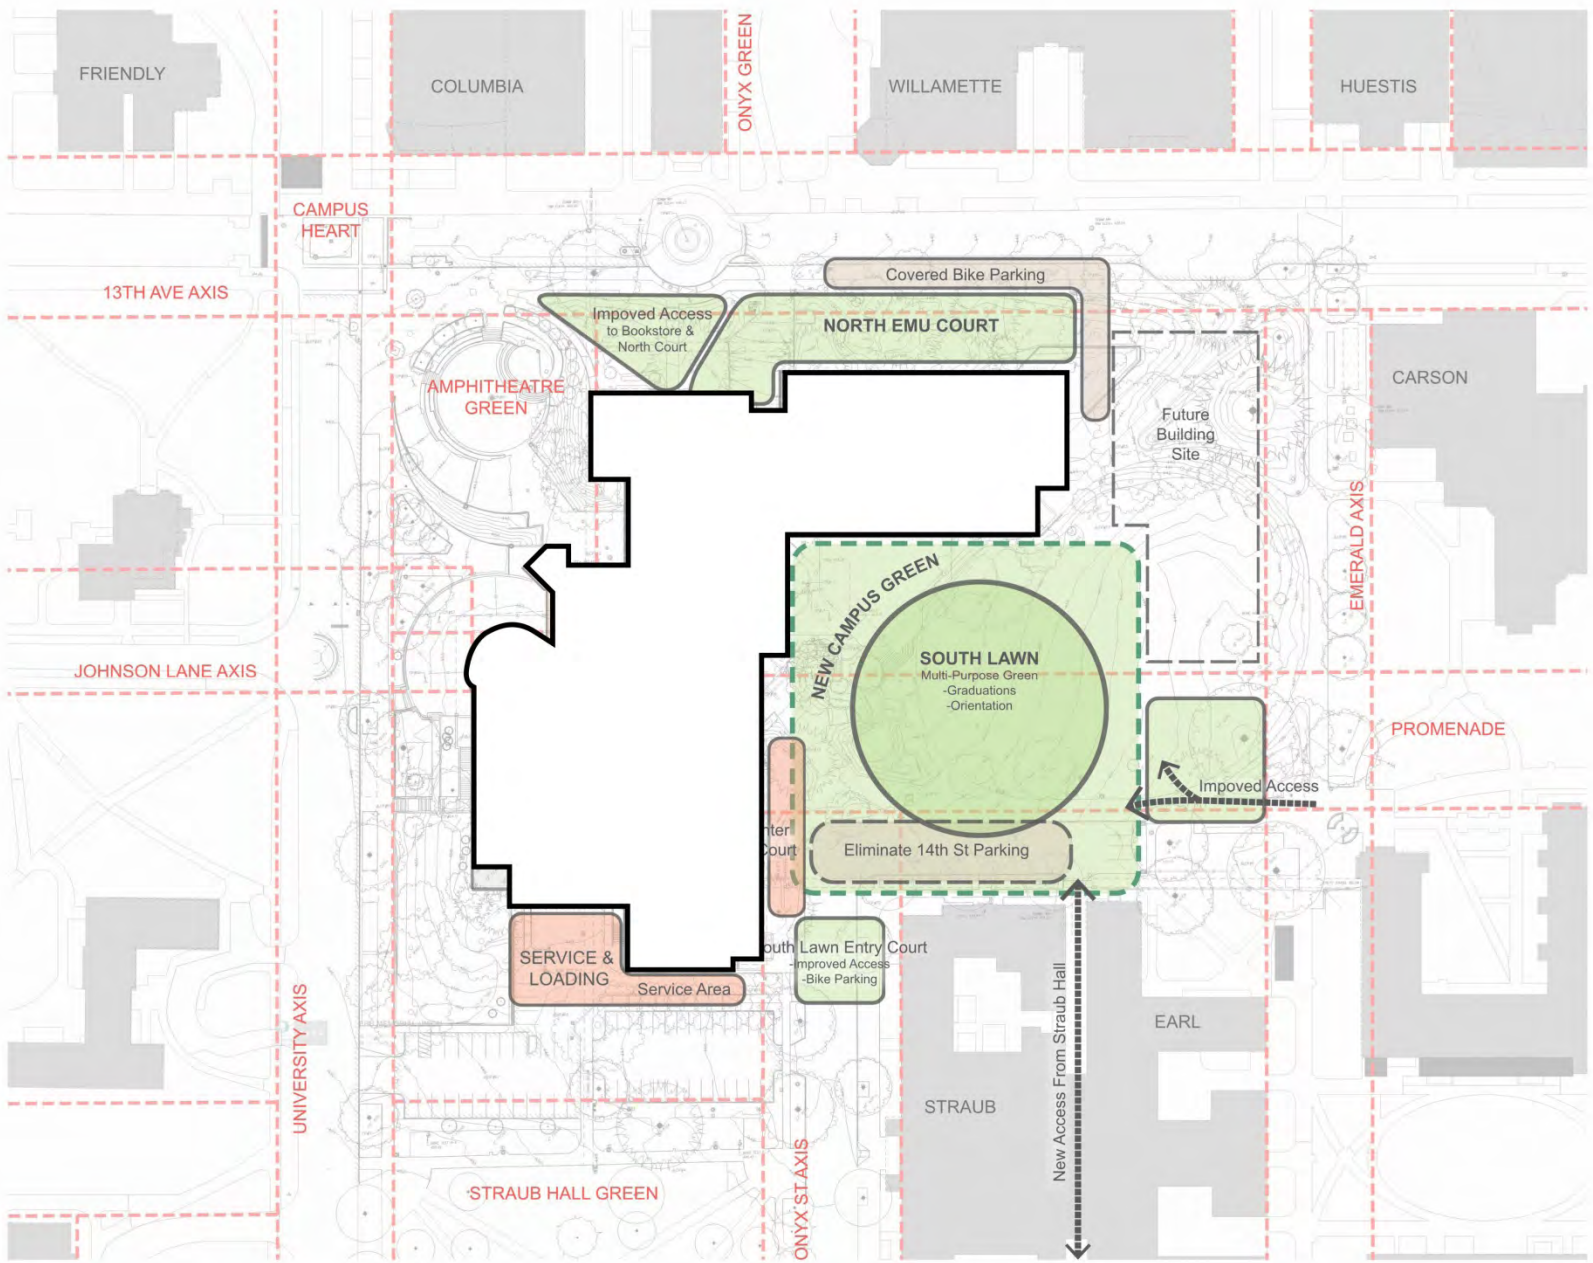 FRIENDLY
COLUMBIA
ONYX GREEN
WILLAMETTE
HUESTIS
CAMPUS
HEART
13TH AVE AXIS
Covered Bike Parking
Impoved Access
to Bookstore &
North Court
NORTH EMU COURT
AMPHITHEATRE
GREEN
CARSON
Future
Building
Site
EMERALD AXIS
NEW CAMPUS GREEN
JOHNSON LANE AXIS
SOUTH LAWN
Multi-Purpose Green
-Graduations
-Orientation
PROMENADE
Impoved Access
nter
Court
Eliminate 14th St Parking
SERVICE &
LOADING
Service Area
outh Lawn Entry Court
-Improved Access
-Bike Parking
UNIVERSITY AXIS
New Access From Straub Hall
EARL
STRAUB
STRAUB HALL GREEN
ONYX ST AXIS